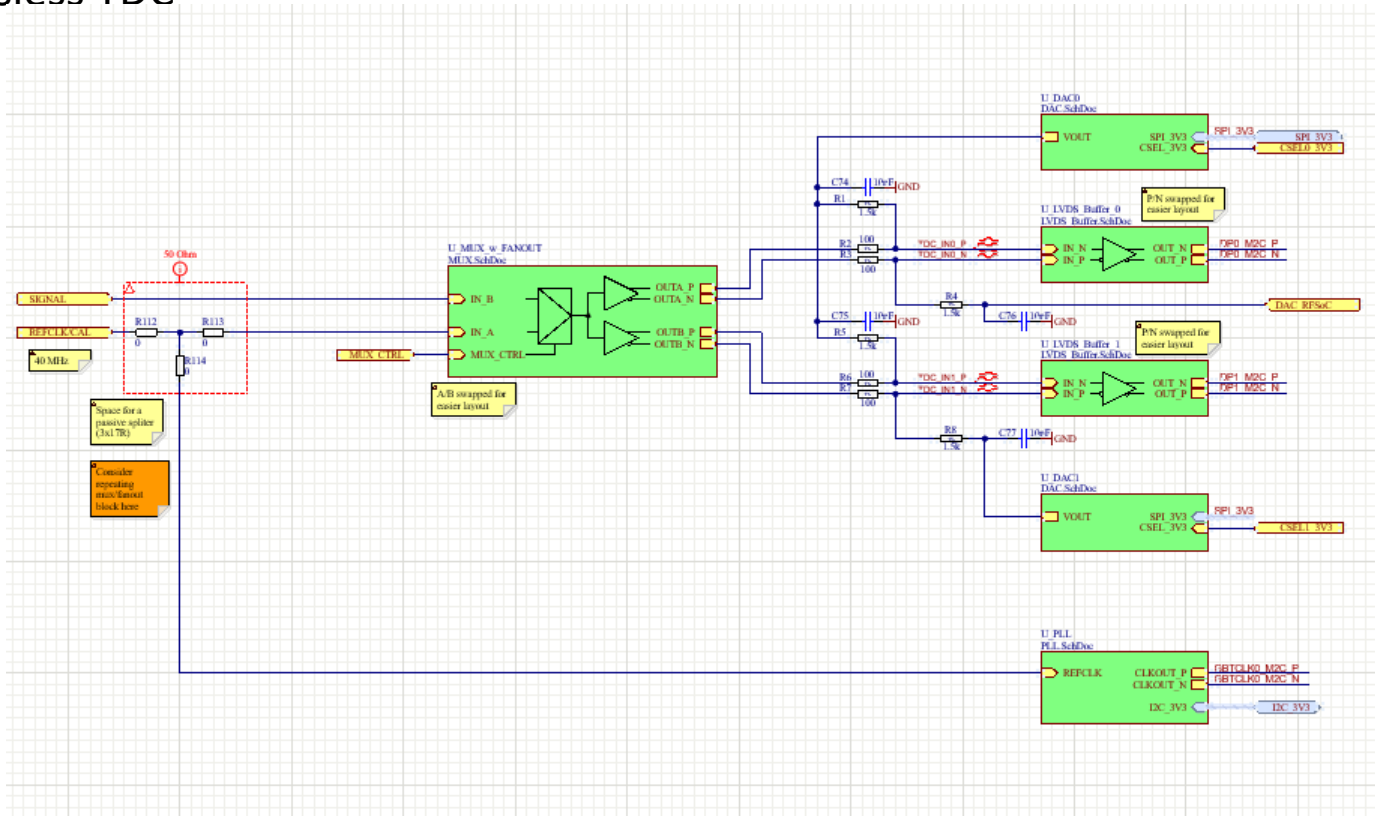 U_DAC0
DAC.SchDoc
VOUT
SPI_3V3
CSEL_3V3
SPI_3V3
SPI_3V3
CSEL0_3V3
C74
10nF
GND
R1
1.5k
P/N swapped for
easier layout
U_LVDS_Buffer_0
LVDS_Buffer.SchDoc
50 Ohm
U_MUX_w_FANOUT
MUX.SchDoc
R2
100
R3
100
TDC_IN0_P
TDC_IN0_N
IN_N
IN_P
OUT_N
OUT_P
DP0_M2C_P
DP0_M2C_N
SIGNAL
IN_B
OUTA_P
OUTA_N
R4
1.5k
DAC_RFSoC
R112
0
R113
0
C75
10nF
GND
C76
10nF
GND
REFCLK/CAL
IN_A
OUTB_P
OUTB_N
R5
1.5k
P/N swapped for
easier layout
40 MHz
R114
0
MUX_CTRL
MUX_CTRL
U_LVDS_Buffer_1
LVDS_Buffer.SchDoc
R6
100
R7
100
TDC_IN1_P
TDC_IN1_N
IN_N
IN_P
OUT_N
OUT_P
DP1_M2C_P
DP1_M2C_N
A/B swapped for
easier layout
Space for a
passive spliter
(3x17R)
R8
1.5k
C77
10nF
GND
Consider
repeating
mux/fanout
block here
U_DAC1
DAC.SchDoc
VOUT
SPI_3V3
CSEL_3V3
SPI_3V3
CSEL1_3V3
U_PLL
PLL.SchDoc
REFCLK
CLKOUT_P
CLKOUT_N
GBTCLK0_M2C_P
GBTCLK0_M2C_N
I2C_3V3
I2C_3V3